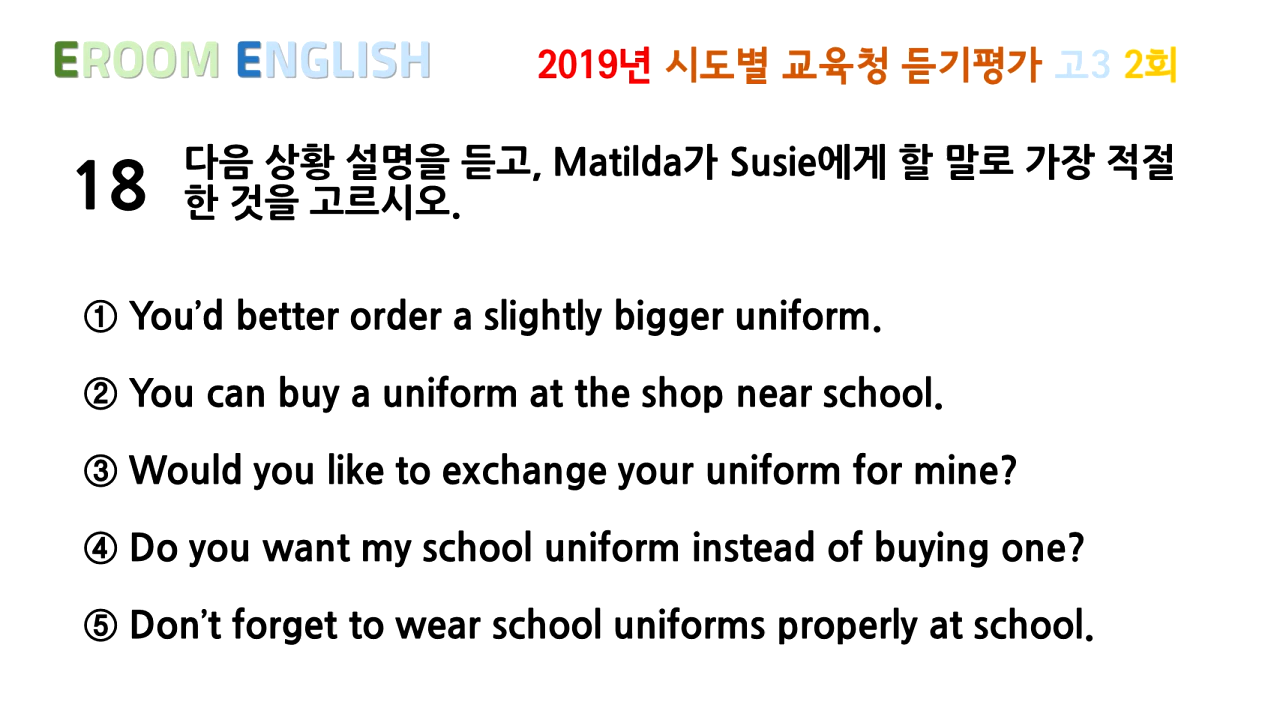 EROOM ENGLISH
2019년 시도별 교육청 듣기평가 고3 2회
18
다음 상황 설명을 듣고, Matilda가 Susie에게 할 말로 가장 적절
한 것을 고르시오.
① You’d better order a slightly bigger uniform.
② You can buy a uniform at the shop near school.
③ Would you like to exchange your uniform for mine?
④ Do you want my school uniform instead of buying one?
⑤ Don’t forget to wear school uniforms properly at school.